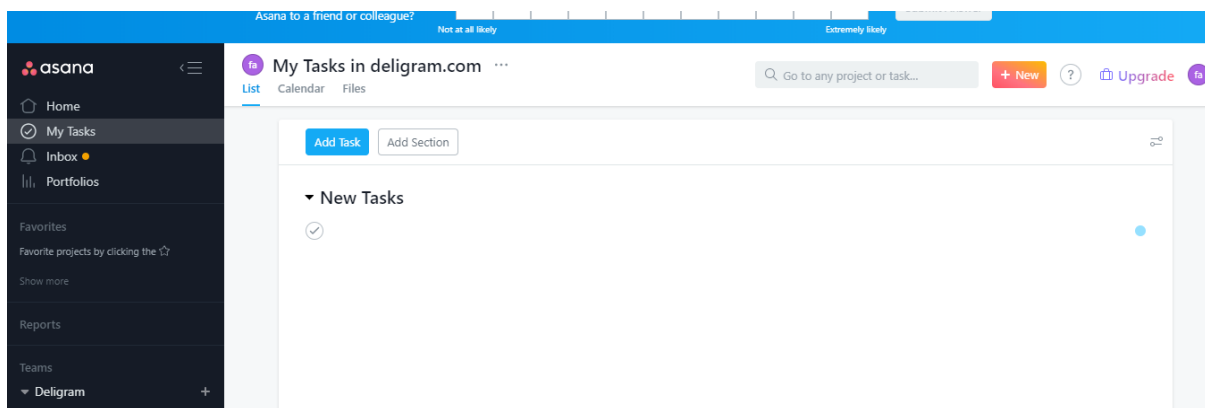 Asana to a friend or colleague?
Not at all likely
Extremely likely
asana
Home
My Tasks
Inbox
Portfolios
Favorites
Favorite projects by clicking the
Show more
Reports
Teams
Deligram +
fa My Tasks in deligram.com ...
List Calendar Files
Go to any project or task...
+ New
?
Upgrade
fa
Add Task Add Section
New Tasks